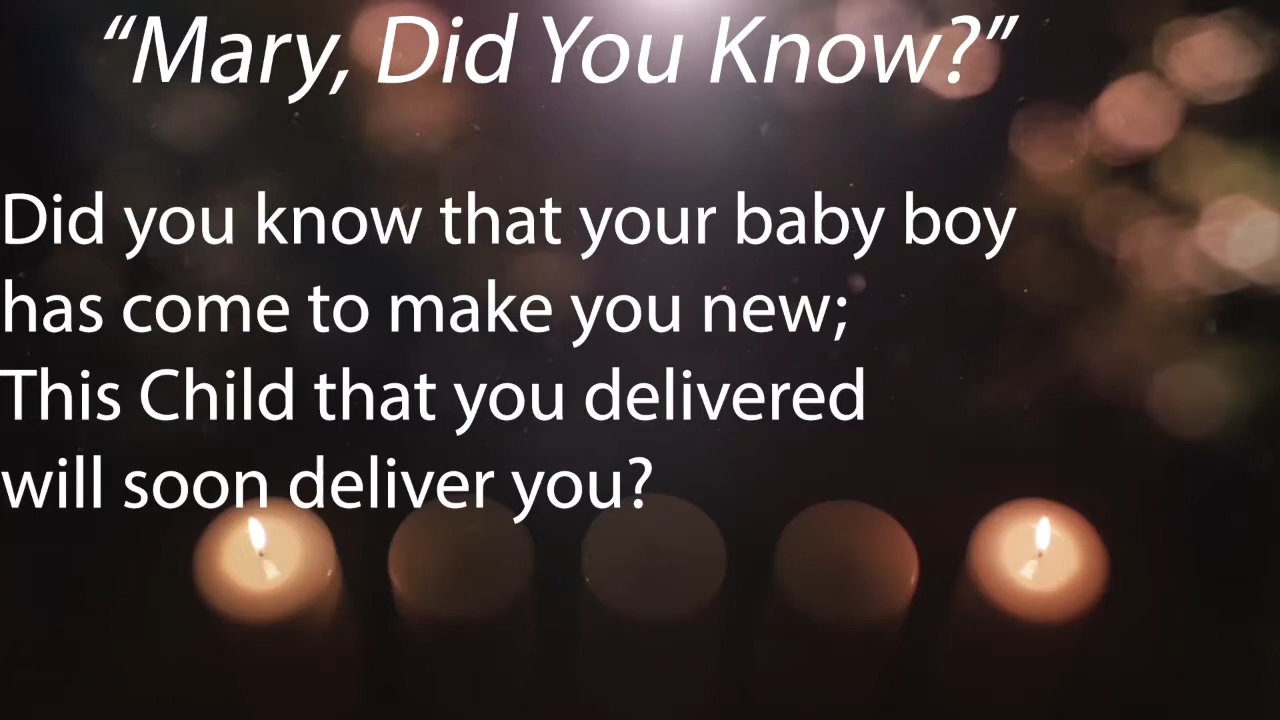 “Mary, Did You Know?”
Did you know that your baby boy
has come to make you new;
This Child that you delivered
will soon deliver you?